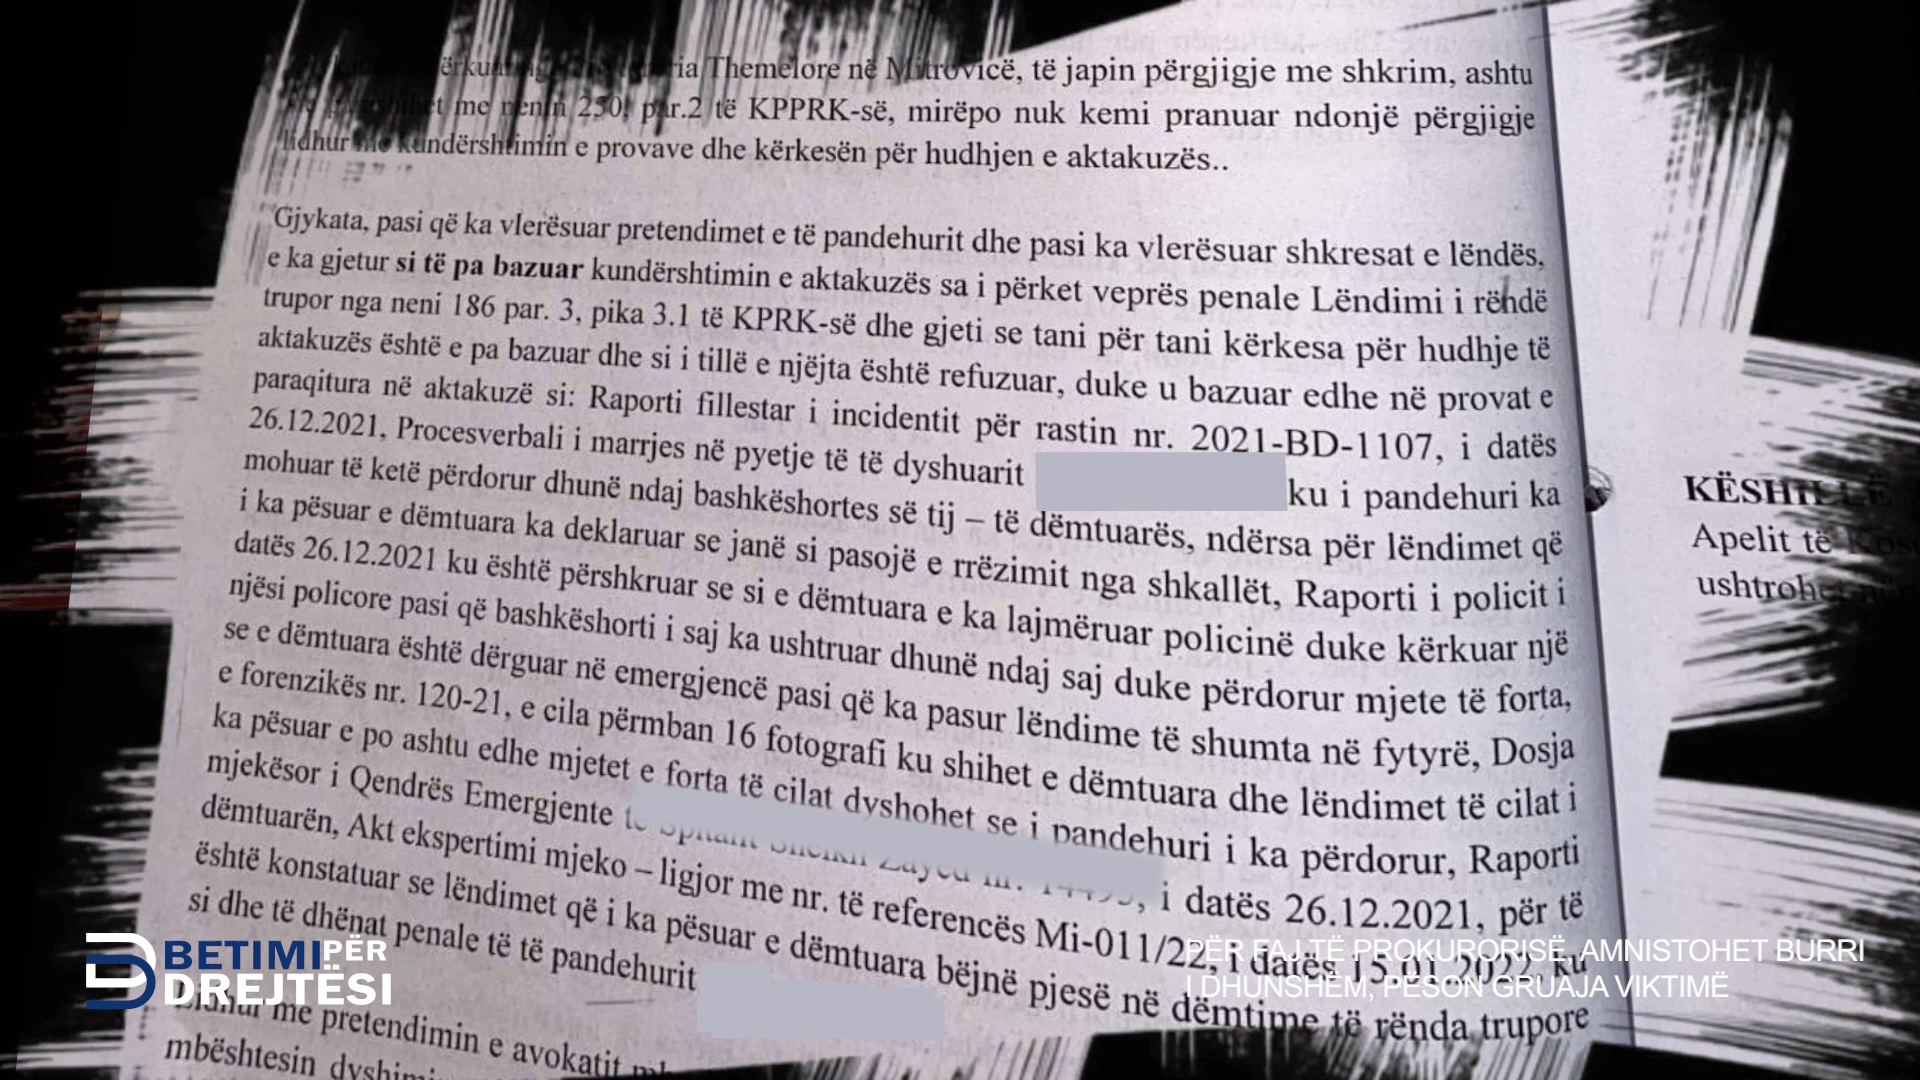 ria Themelore në Mitrovicë, të japin përgjigje me shkrim, ashtu
me nenin 250, par.2 të KPPRK-së, mirëpo nuk kemi pranuar ndonjë përgjigje
lidhur me kundërshtimin e provave dhe kërkesën për hudhjen e aktakuzës..
Gjykata, pasi që ka vlerësuar pretendimet e të pandehurit dhe pasi ka vlerësuar shkresat e lëndës,
e ka gjetur si të pa bazuar kundërshtimin e aktakuzës sa i përket veprës penale Lëndimi i rëndë
trupor nga neni 186 par. 3, pika 3.1 të KPRK-së dhe gjeti se tani për tani kërkesa për hudhje të
aktakuzës është e pa bazuar dhe si i tillë e njëjta është refuzuar, duke u bazuar edhe në provat e
paraqitura në aktakuzë si: Raporti fillestar i incidentit për rastin nr. 2021-BD-1107, i datës
26.12.2021, Procesverbali i marrjes në pyetje të të dyshuarit ku i pandehuri ka
mohuar të ketë përdorur dhunë ndaj bashkëshortes së tij – të dëmtuarës, ndërsa për lëndimet që
i ka pësuar e dëmtuara ka deklaruar se janë si pasojë e rrëzimit nga shkallët, Raporti i policit i
datës 26.12.2021 ku është përshkruar se si e dëmtuara e ka lajmëruar policinë duke kërkuar një
njësi policore pasi që bashkëshorti i saj ka ushtruar dhunë ndaj saj duke përdorur mjete të forta,
se e dëmtuara është dërguar në emergjencë pasi që ka pasur lëndime të shumta në fytyrë, Dosja
e forenzikës nr. 120-21, e cila përmban 16 fotografi ku shihet e dëmtuara dhe lëndimet të cilat i
ka pësuar e po ashtu edhe mjetet e forta të cilat dyshohet se i pandehuri i ka përdorur, Raporti
mjekësor i Qendrës Emergjente i datës 26.12.2021, për të
dëmtuarën, Akt ekspertimi mjeko – ligjor me nr. të referencës Mi-011/22, i datës 15.01.2022, ku
është konstatuar se lëndimet që i ka pësuar e dëmtuara bëjnë pjesë në dëmtime të rënda trupore
si dhe të dhënat penale të të pandehurit
Lidhur me pretendimin e avokatit
mbështesin
KËSHILLË
Apelit të
BETIMI PËR
DREJTËSI
PËR FAJ TË PROKURORISË, AMNISTOHET BURRI
I DHUNSHËM, PËSON GRUAJA VIKTIMË